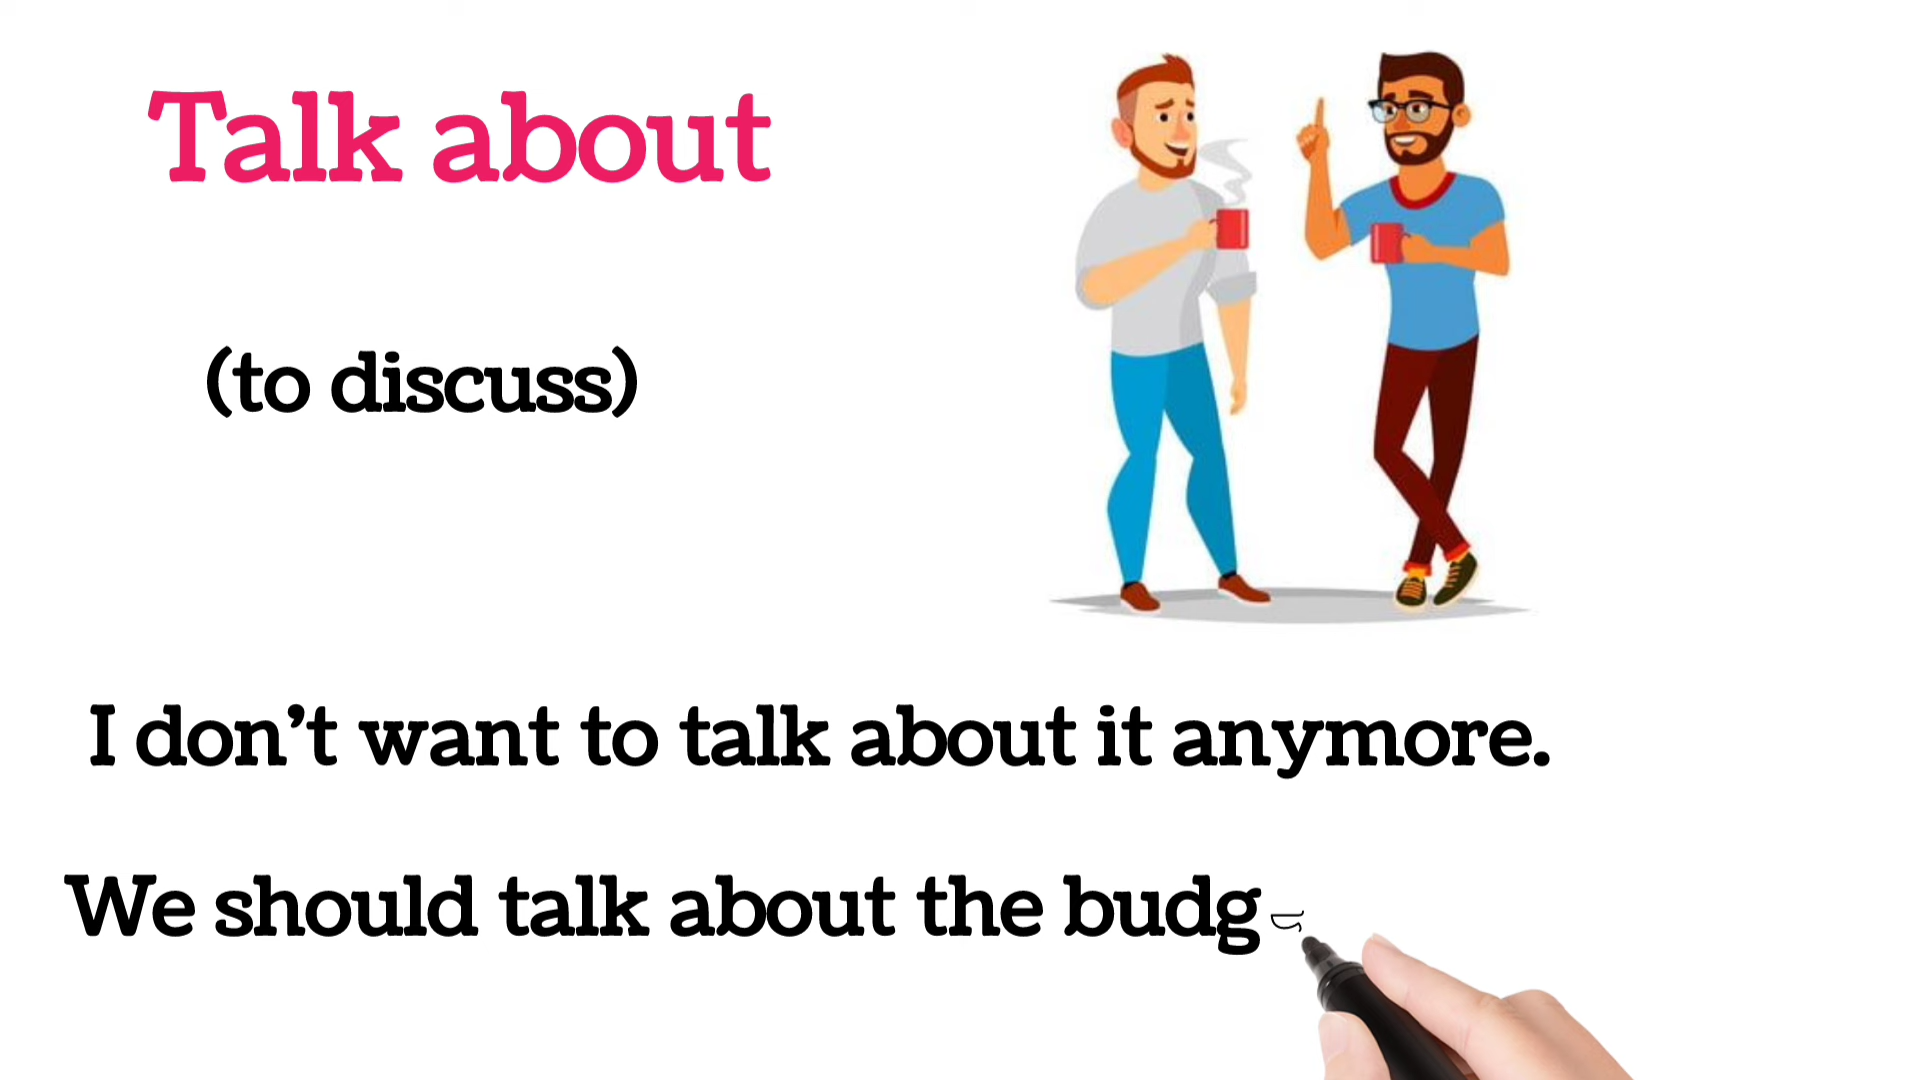 Talk about
(to discuss)
I don't want to talk about it anymore.
We should talk about the budg